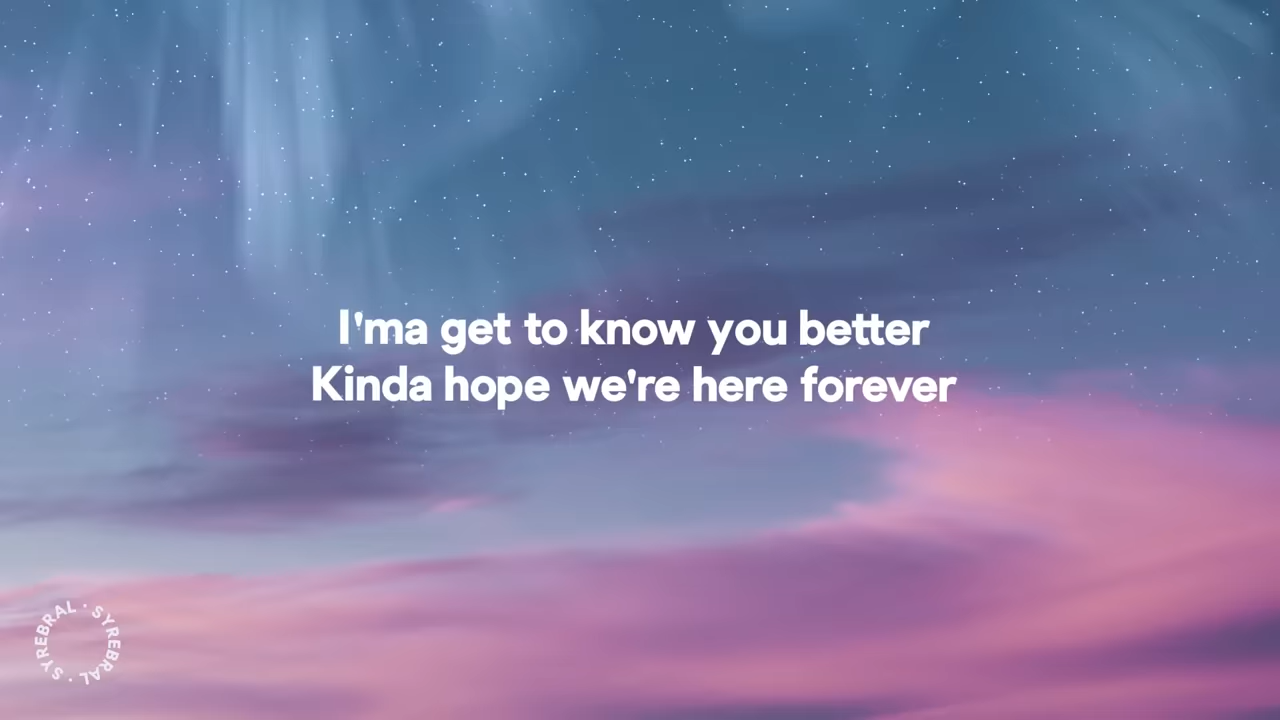 I'ma get to know you better
Kinda hope we're here forever
SYREBRAL · SYREBRAL ·